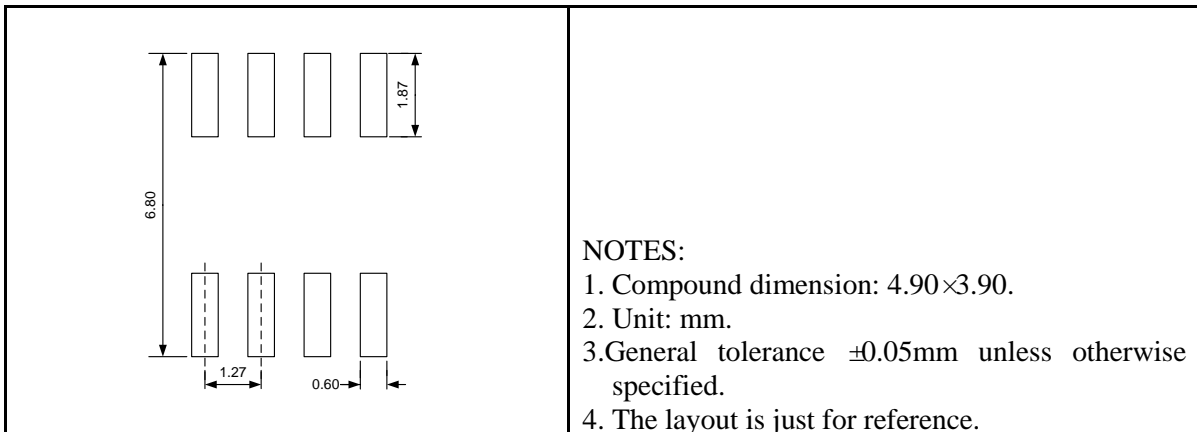 1.87
6.80
1.27
0.60
NOTES:
1. Compound dimension: 4.90×3.90.
2. Unit: mm.
3.General tolerance ±0.05mm unless otherwise
specified.
4. The layout is just for reference.